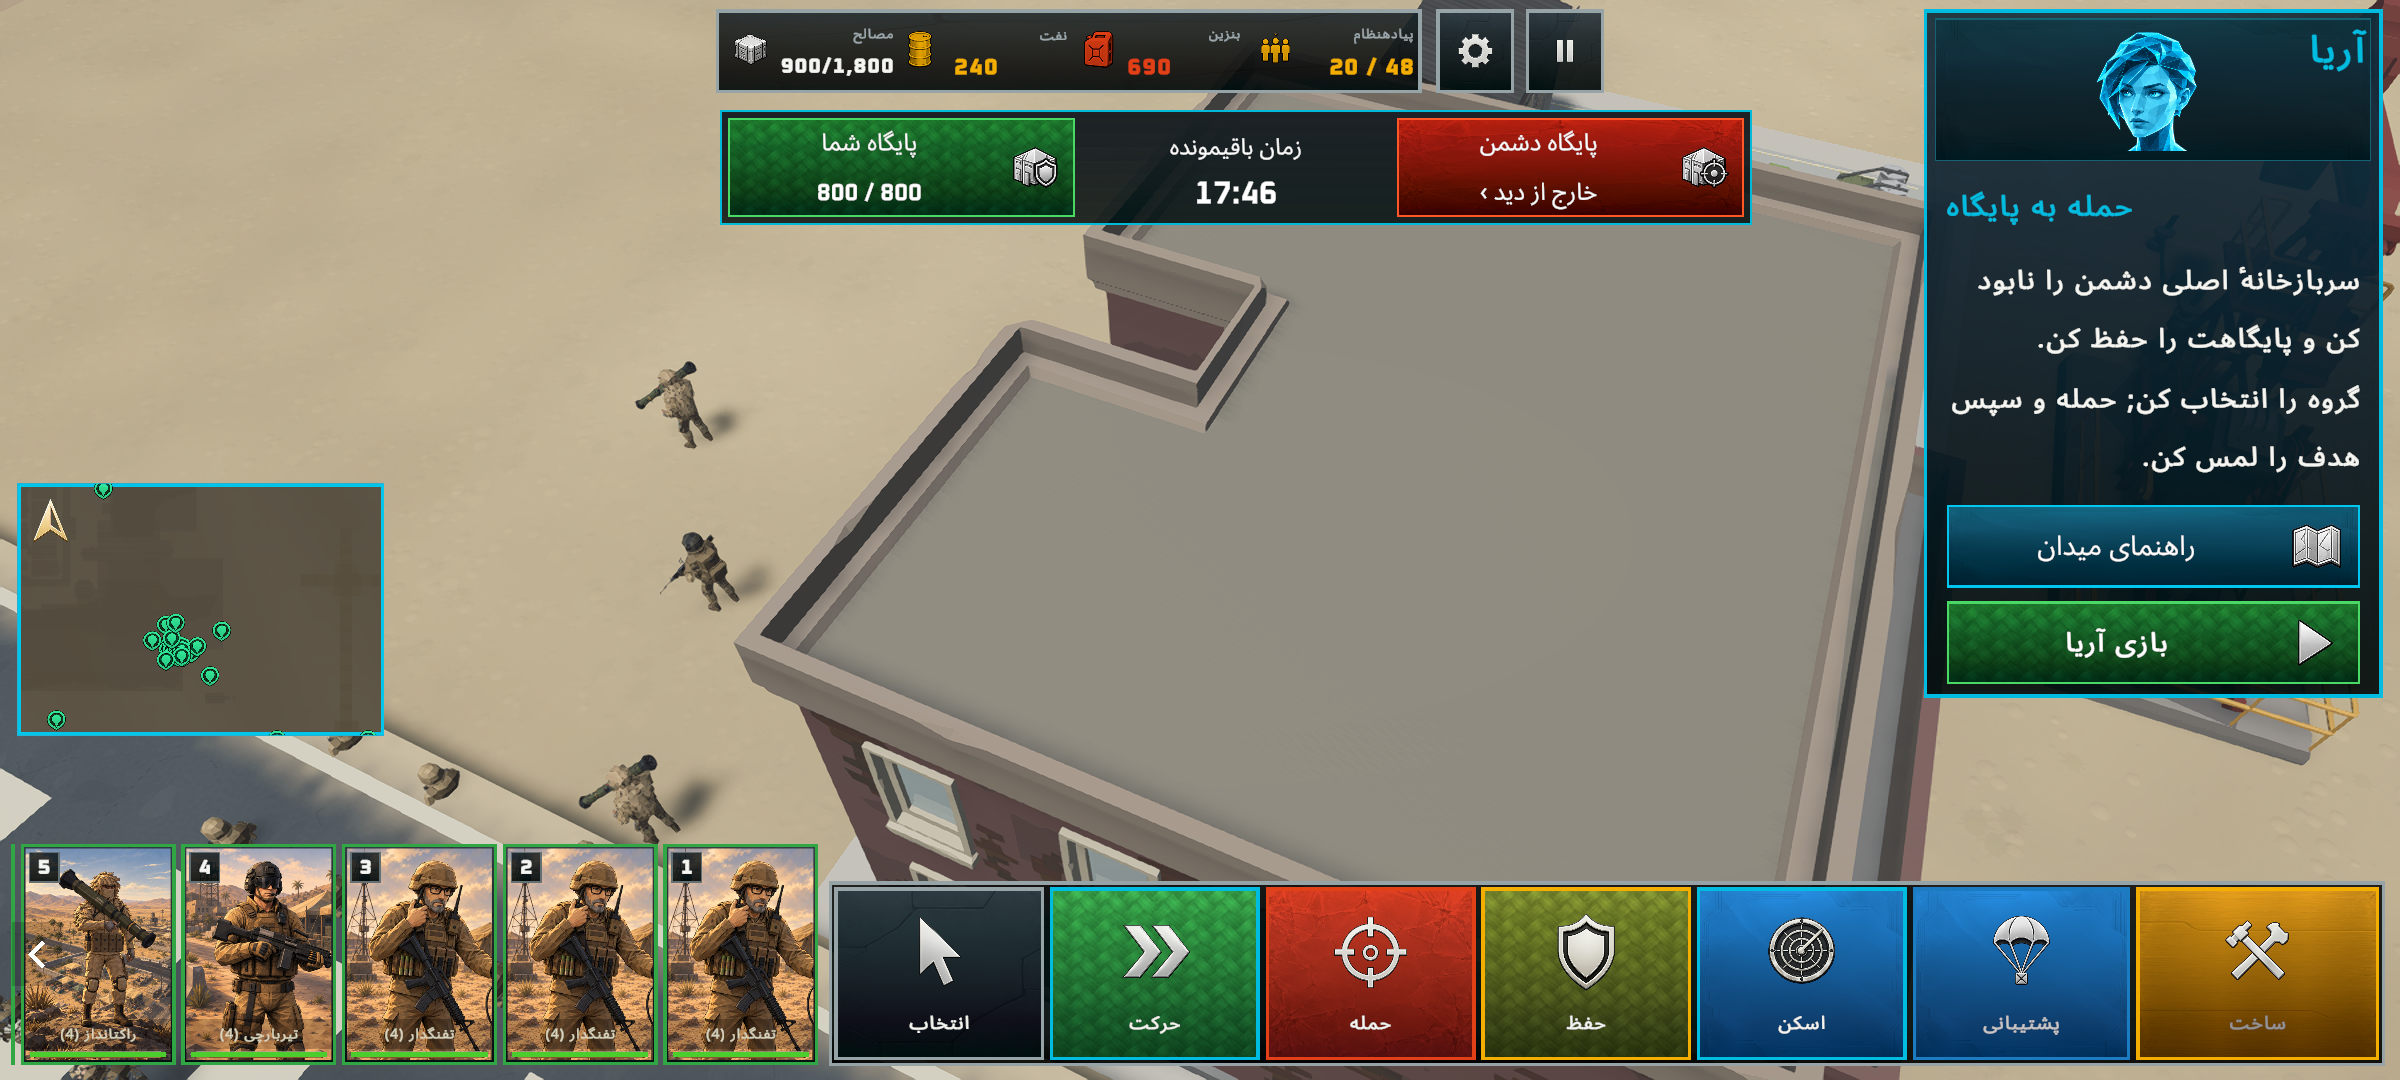 مصالح
900/1,800
نفت
240
بنزین
690
پیادهنظام
20 / 48
پایگاه شما
800 / 800
زمان باقیمونده
17:46
پایگاه دشمن
خارج از دید ›
آریا
حمله به پایگاه
سربازخانهٔ اصلی دشمن را نابود
کن و پایگاهت را حفظ کن.
گروه را انتخاب کن; حمله و سپس
هدف را لمس کن.
راهنمای میدان
بازی آریا
5
راکتانداز (4)
4
تیربارچی (4)
3
تفنگدار (4)
2
تفنگدار (4)
1
تفنگدار (4)
انتخاب
حرکت
حمله
حفظ
اسکن
پشتیبانی
ساخت